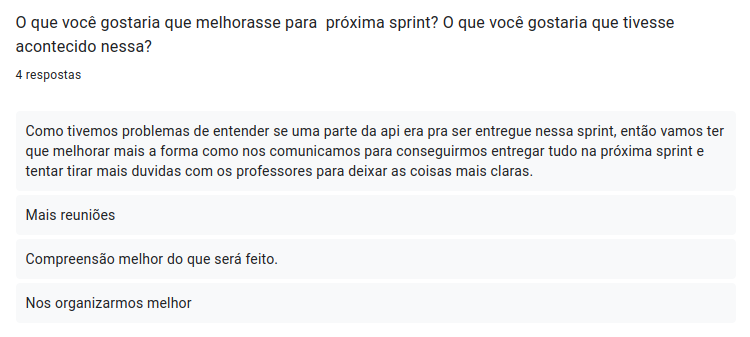 O que você gostaria que melhorasse para  próxima sprint? O que você gostaria que tivesse
acontecido nessa?
4 respostas
Como tivemos problemas de entender se uma parte da api era pra ser entregue nessa sprint, então vamos ter
que melhorar mais a forma como nos comunicamos para conseguirmos entregar tudo na próxima sprint e
tentar tirar mais duvidas com os professores para deixar as coisas mais claras.
Mais reuniões
Compreensão melhor do que será feito.
Nos organizarmos melhor